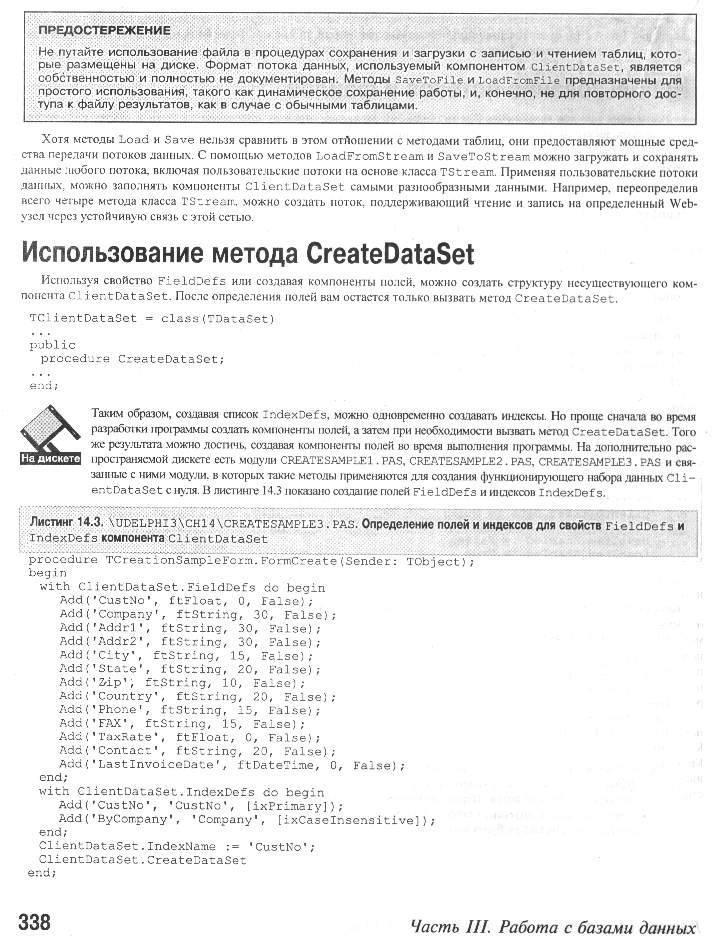 ПРЕДОСТЕРЕЖЕНИЕ
Не путайте использование файла в процедурах сохранения и загрузки с записью и чтением таблиц, кото-
рые размещены на диске. Формат потока данных, используемый компонентом ClientDataSet, является
собственностью и полностью не документирован. Методы SaveToFile и LoadFromFile предназначены для
простого использования, такого как динамическое сохранение работы, и, конечно, не для повторного дос-
тупа к файлу результатов, как в случае с обычными таблицами.
Хотя методы Load и Save нельзя сравнить в этом отношении с методами таблиц, они предоставляют мощные сред-
ства передачи потоков данных. С помощью методов LoadFromStream и SaveToStream можно загружать и сохранять
данные любого потока, включая пользовательские потоки на основе класса TStream. Применяя пользовательские потоки
данных, можно заполнять компоненты ClientDataSet самыми разнообразными данными. Например, переопределив
всего четыре метода класса TStream, можно создать поток, поддерживающий чтение и запись на определенный Web-
узел через устойчивую связь с этой сетью.
Использование метода CreateDataSet
Используя свойство FieldDefs или создавая компоненты полей, можно создать структуру несуществующего ком-
понента ClientDataSet. После определения полей вам остается только вызвать метод CreateDataSet.
TClientDataSet = class(TDataSet)
...
public
procedure CreateDataSet;
...
end;
На дискете
Таким образом, создавая список IndexDefs, можно одновременно создавать индексы. Но проще сначала во время
разработки программы создать компоненты полей, а затем при необходимости вызвать метод CreateDataSet. Того
же результата можно достичь, создавая компоненты полей во время выполнения программы. На дополнительно рас-
пространяемой дискете есть модули CREATESAMPLE1.PAS, CREATESAMPLE2.PAS, CREATESAMPLE3.PAS и свя-
занные с ними модули, в которых такие методы применяются для создания функционирующего набора данных Cli-
entDataSet с нуля. В листинге 14.3 показано создание полей FieldDefs и индексов IndexDefs.
Листинг 14.3. \UDELPHI3\CH14\CREATESAMPLE3.PAS. Определение полей и индексов для свойств FieldDefs и
IndexDefs компонента ClientDataSet
procedure TCreationSampleForm.FormCreate(Sender: TObject);
begin
with ClientDataSet.FieldDefs do begin
Add('CustNo', ftFloat, 0, False);
Add('Company', ftString, 30, False);
Add('Addr1', ftString, 30, False);
Add('Addr2', ftString, 30, False);
Add('City', ftString, 15, False);
Add('State', ftString, 20, False);
Add('Zip', ftString, 10, False);
Add('Country', ftString, 20, False);
Add('Phone', ftString, 15, False);
Add('FAX', ftString, 15, False);
Add('TaxRate', ftFloat, 0, False);
Add('Contact', ftString, 20, False);
Add('LastInvoiceDate', ftDateTime, 0, False);
end;
with ClientDataSet.IndexDefs do begin
Add('CustNo', 'CustNo', [ixPrimary]);
Add('ByCompany', 'Company', [ixCaseInsensitive]);
end;
ClientDataSet.IndexName := 'CustNo';
ClientDataSet.CreateDataSet
end;
338
Часть III. Работа с базами данных